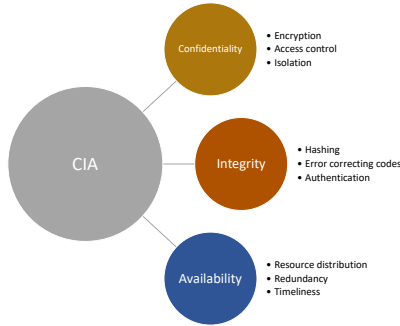 Confidentiality
• Encryption
• Access control
• Isolation
CIA
Integrity
• Hashing
• Error correcting codes
• Authentication
Availability
• Resource distribution
• Redundancy
• Timeliness